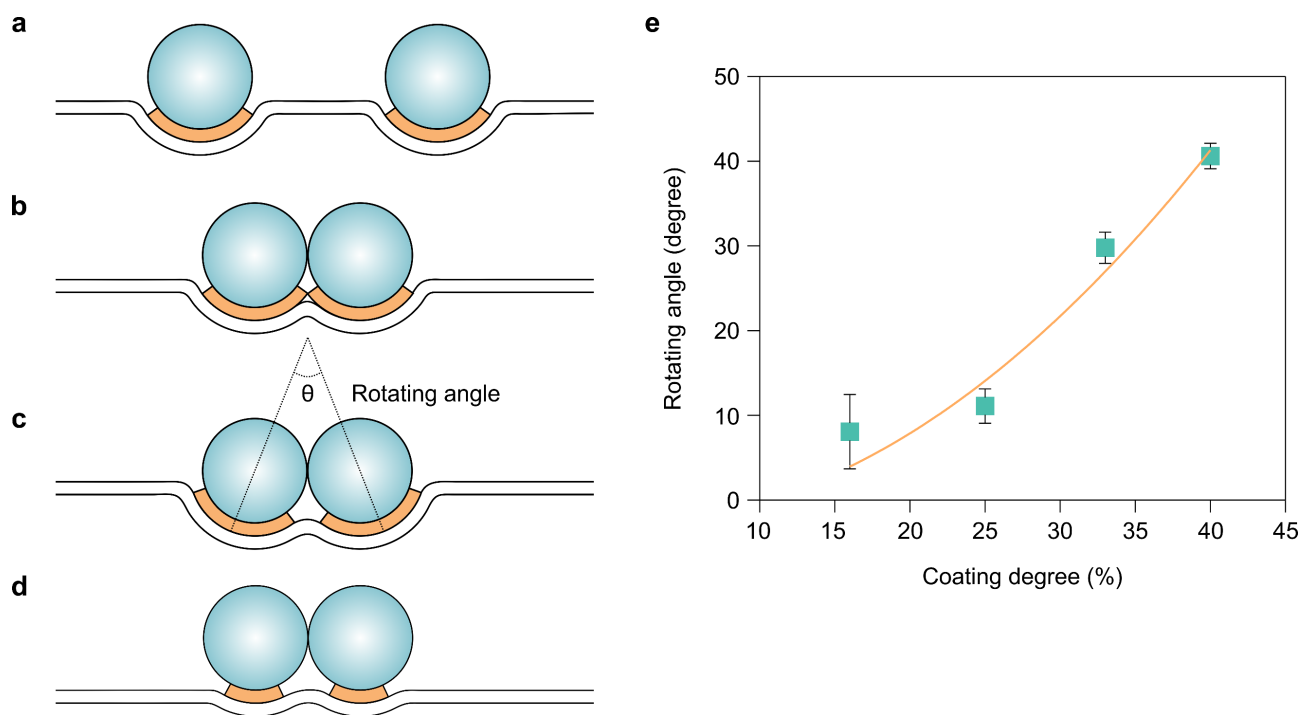 a
b
θ
Rotating angle
c
d
e
50
40
30
20
10
0
Rotating angle (degree)
10 15 20 25 30 35 40 45
Coating degree (%)